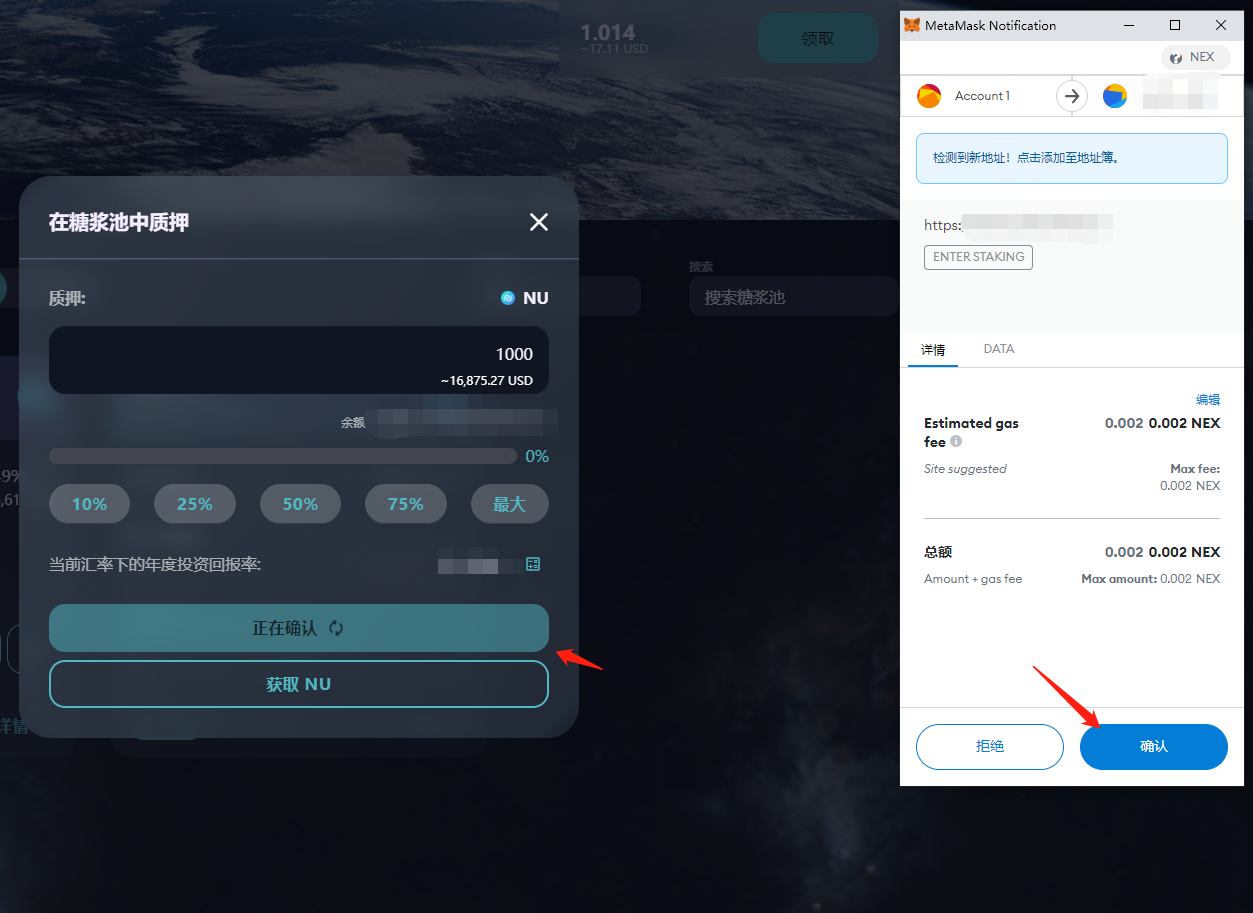 1.014
~17.11 USD
领取
在糖浆池中质押
质押:
NU
1000
~16,875.27 USD
余额
0%
10%
25%
50%
75%
最大
当前汇率下的年度投资回报率:
正在确认
获取 NU
搜索
搜索糖浆池
详情
MetaMask Notification
NEX
Account 1
检测到新地址！点击添加至地址簿。
https:
ENTER STAKING
详情
DATA
编辑
Estimated gas fee
0.002 0.002 NEX
Site suggested
Max fee:
0.002 NEX
总额
0.002 0.002 NEX
Amount + gas fee
Max amount: 0.002 NEX
拒绝
确认